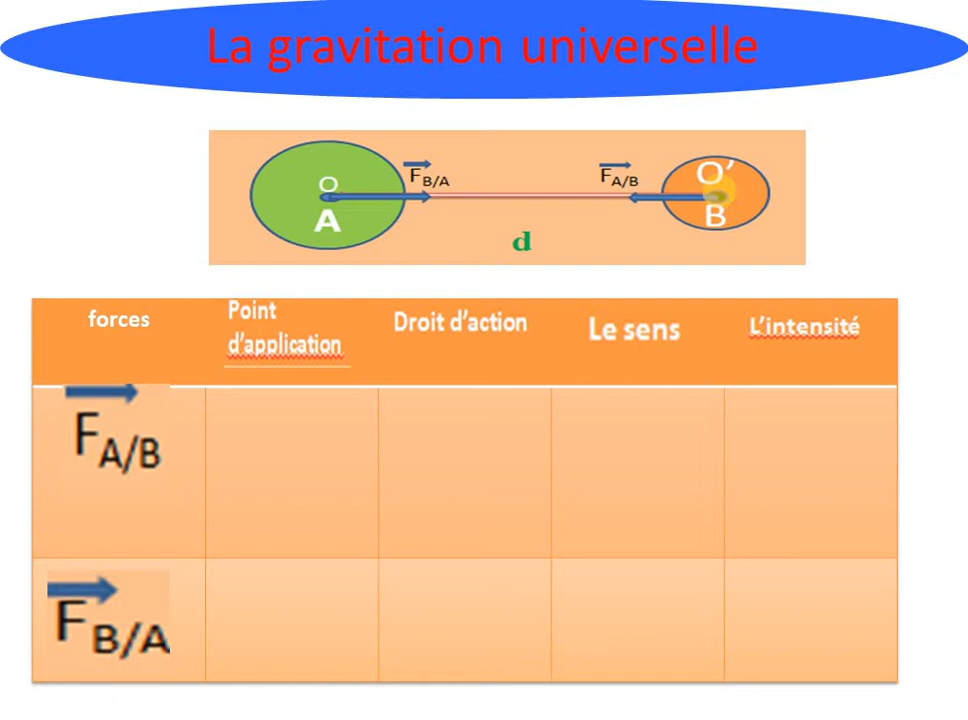 La gravitation universelle
F B/A
F A/B
O
O'
A
B
d
forces
Point
d'application
Droit d'action
Le sens
L'intensité
F A/B
F B/A